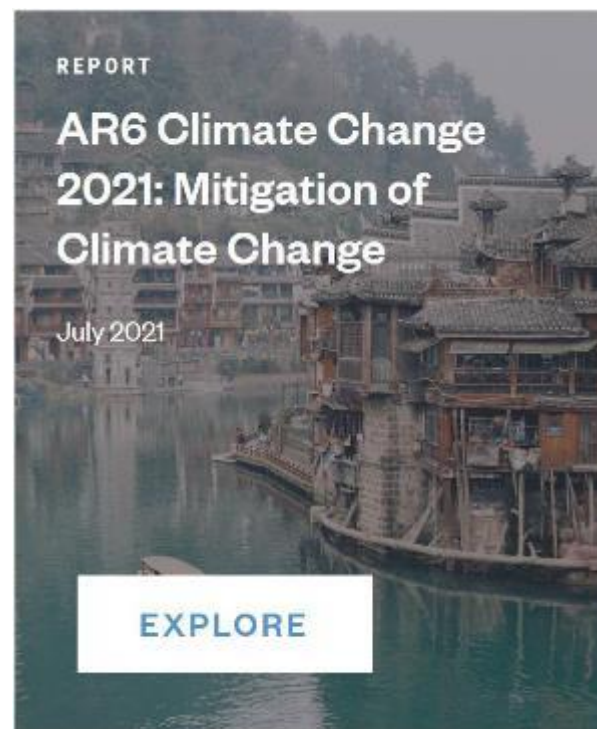 REPORT
AR6 Climate Change
2021: Mitigation of
Climate Change
July 2021
EXPLORE